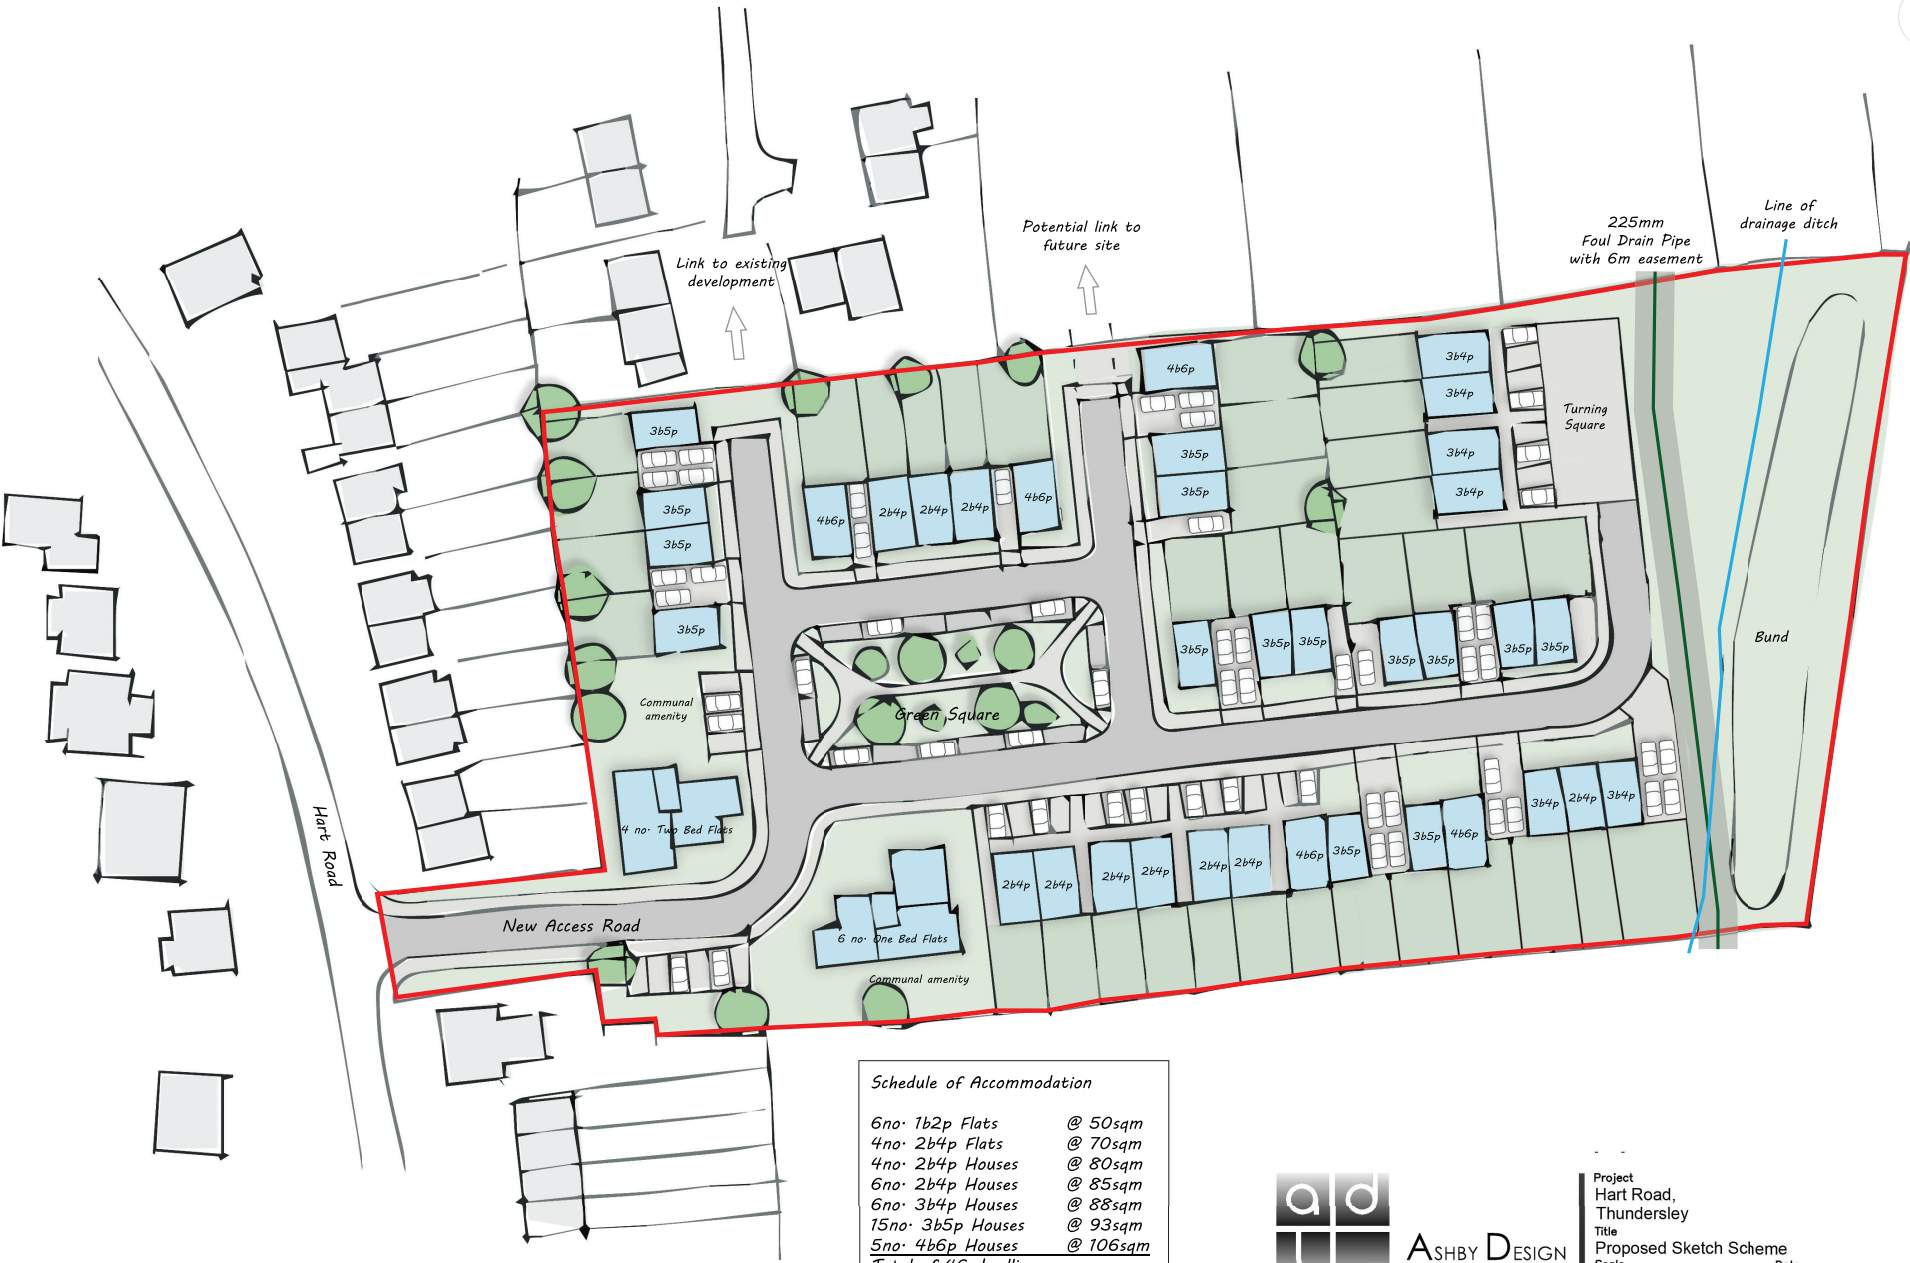 Potential link to
future site
Link to existing
development
225mm
Foul Drain Pipe
with 6m easement
Line of
drainage ditch
4b6p
3b4p
3b4p
Turning
Square
3b5p
3b5p
3b4p
3b5p
3b4p
3b5p
3b5p
3b5p
4b6p
2b4p
2b4p
2b4p
4b6p
3b5p
Bund
3b5p
3b5p
3b5p
3b5p
3b5p
3b5p
3b5p
Communal
amenity
Green Square
Hart Road
4 no. Two Bed Flats
3b4p
2b4p
3b4p
3b5p
4b6p
2b4p
2b4p
2b4p
2b4p
2b4p
2b4p
4b6p
3b5p
New Access Road
6 no. One Bed Flats
Communal amenity
Schedule of Accommodation
6no. 1b2p Flats @ 50sqm
4no. 2b4p Flats @ 70sqm
4no. 2b4p Houses @ 80sqm
6no. 2b4p Houses @ 85sqm
6no. 3b4p Houses @ 88sqm
15no. 3b5p Houses @ 93sqm
5no. 4b6p Houses @ 106sqm
ad
ASHBY DESIGN
Project
Hart Road,
Thundersley
Title
Proposed Sketch Scheme